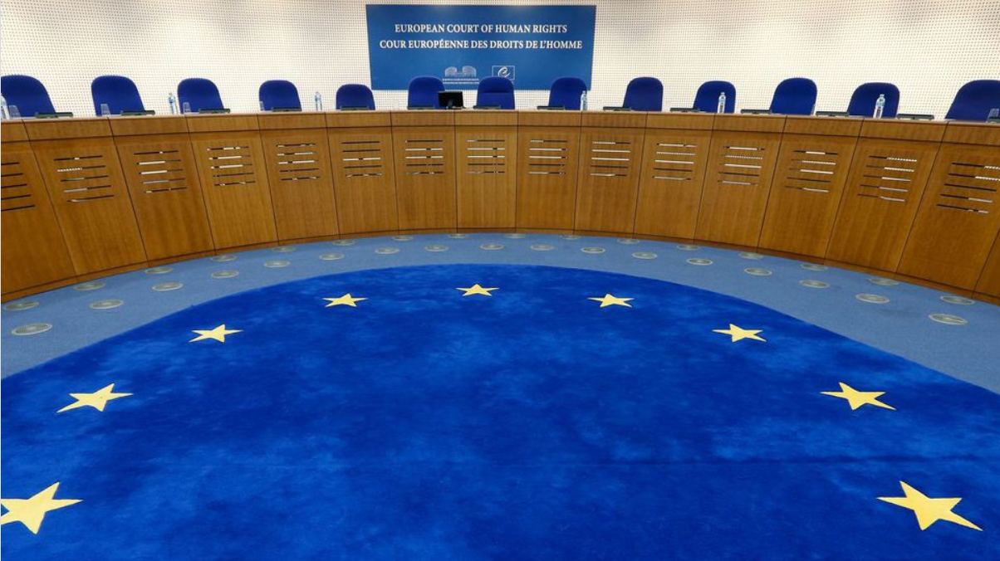 EUROPEAN COURT OF HUMAN RIGHTS
COUR EUROPÉENNE DES DROITS DE L'HOMME